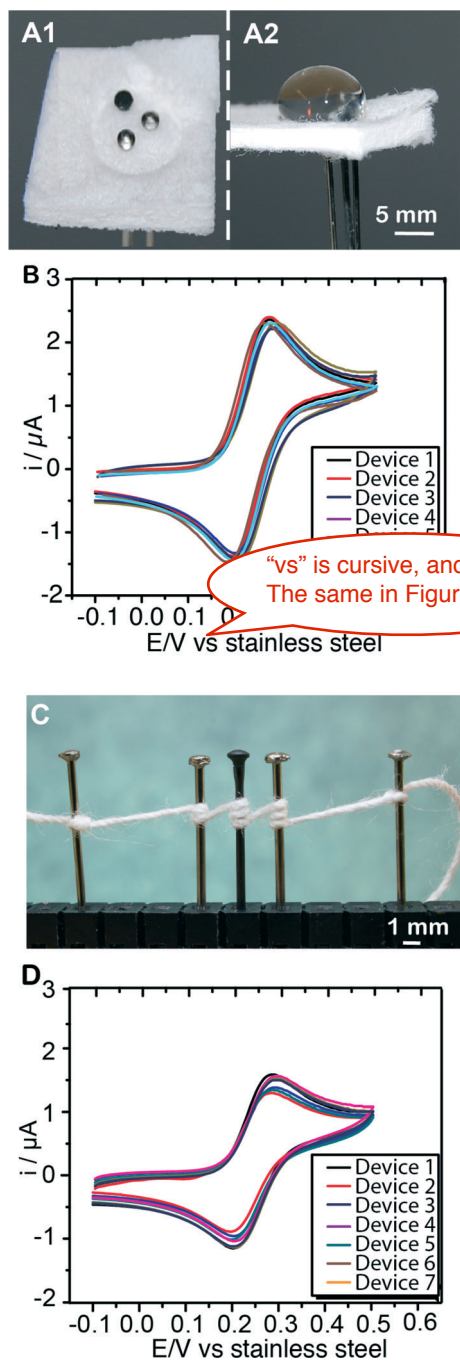 A1
A2
5 mm
B
3
2
1
0
-1
-2
i / µA
Device 1
Device 2
Device 3
Device 4
-0.1 0.0 0.1
E/V vs stainless steel
“vs” is cursive, and
The same in Figur
C
1 mm
D
3
2
1
0
-1
-2
i / µA
Device 1
Device 2
Device 3
Device 4
Device 5
Device 6
Device 7
-0.1 0.0 0.1 0.2 0.3 0.4 0.5 0.6
E/V vs stainless steel